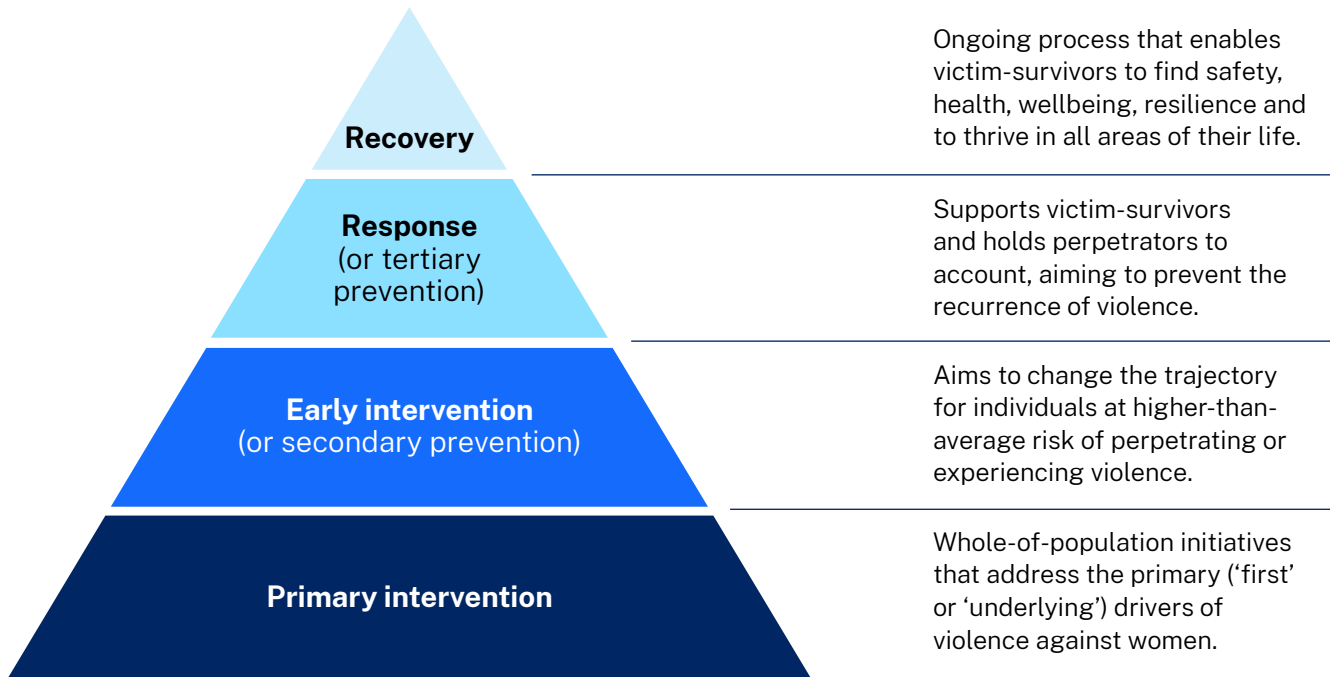 Recovery
Ongoing process that enables
victim-survivors to find safety,
health, wellbeing, resilience and
to thrive in all areas of their life.
Response
(or tertiary
prevention)
Supports victim-survivors
and holds perpetrators to
account, aiming to prevent the
recurrence of violence.
Early intervention
(or secondary prevention)
Aims to change the trajectory
for individuals at higher-than-
average risk of perpetrating or
experiencing violence.
Primary intervention
Whole-of-population initiatives
that address the primary (‘first’
or ‘underlying’) drivers of
violence against women.